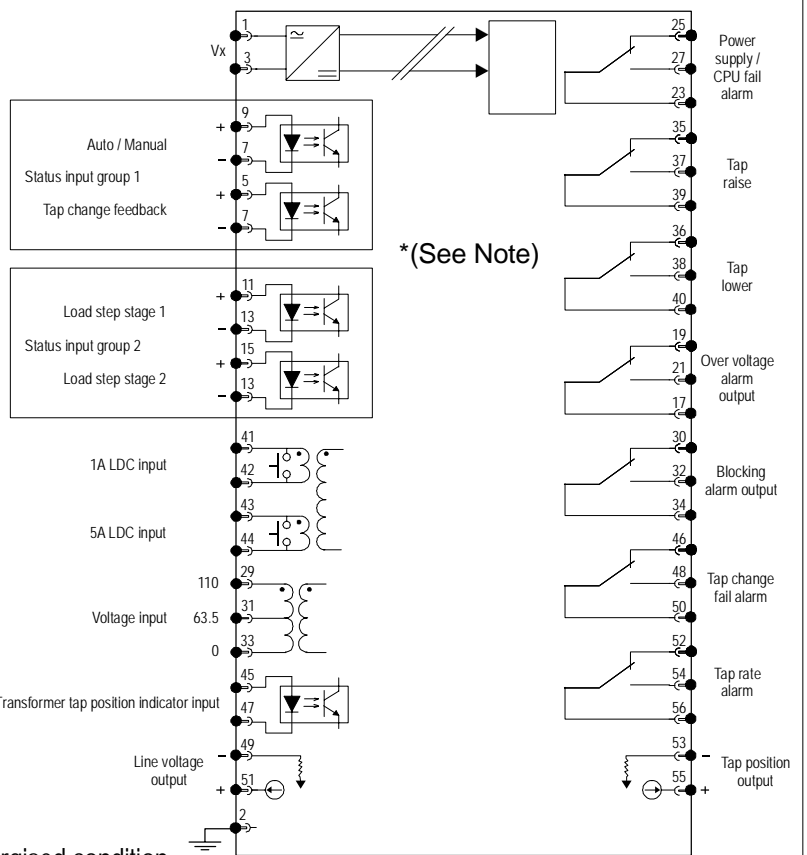 1
Vx
3
9
+
Auto / Manual
–
7
Status input group 1
5
+
Tap change feedback
7
–
*(See Note)
11
+
Load step stage 1
13
–
Status input group 2
15
+
Load step stage 2
13
–
41
1A LDC input
42
43
5A LDC input
44
29
110
31
Voltage input 63.5
33
0
45
Transformer tap position indicator input
47
49
Line voltage –
output
51
+
2
25
Power
supply /
27
CPU fail
alarm
23
35
37
Tap
raise
39
36
38
Tap
lower
40
19
Over voltage
21
alarm
output
17
30
32
Blocking
alarm output
34
46
48
Tap change
fail alarm
50
52
54
Tap rate
alarm
56
53
–
Tap position
output
55
+
condition